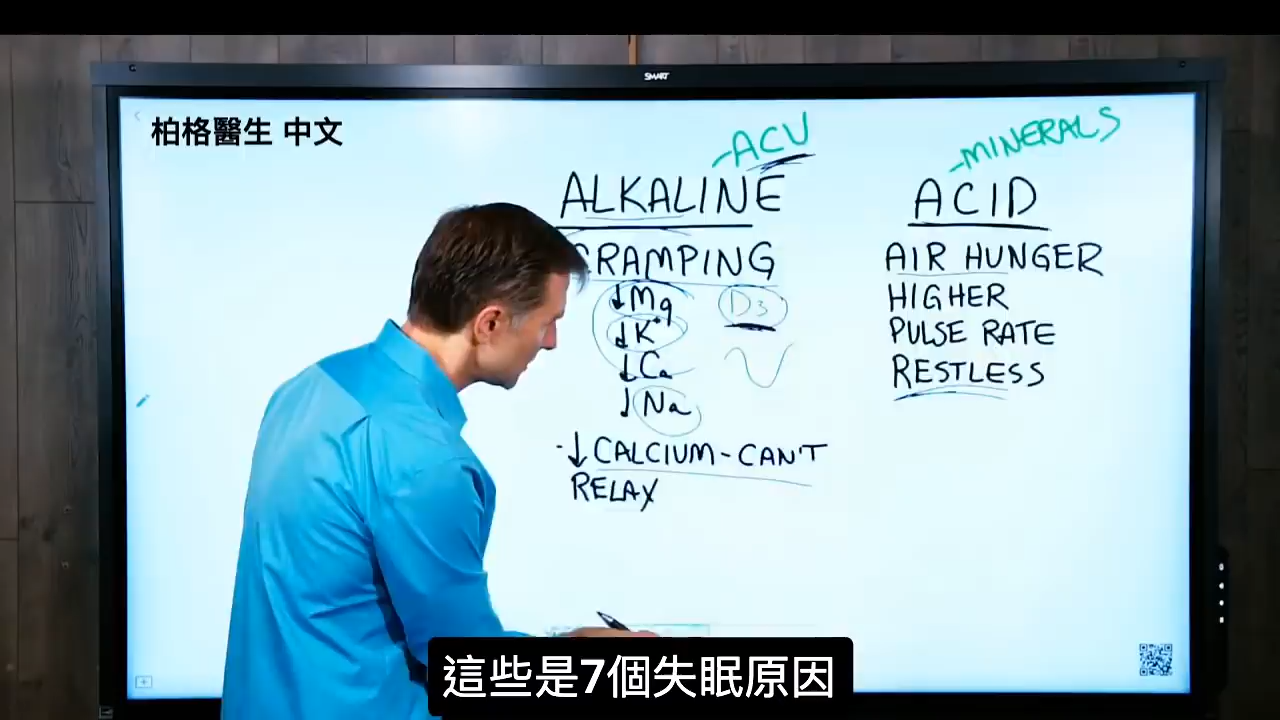 SMART
柏格醫生 中文
-ACV
-MINERALS
ALKALINE
ACID
CRAMPING
↓Mg
D3
↓K+
↓Ca
↓Na
·↓CALCIUM-CAN'T
RELAX
AIR HUNGER
HIGHER
PULSE RATE
RESTLESS
這些是7個失眠原因